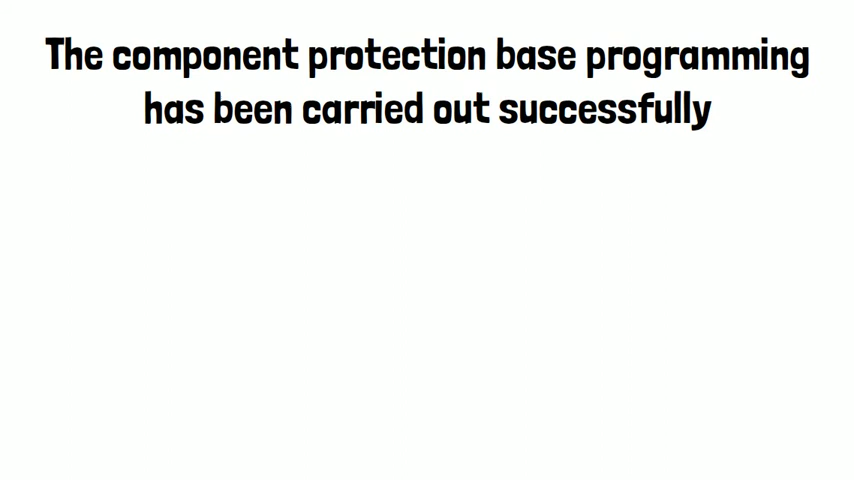 The component protection base programming
has been carried out successfully